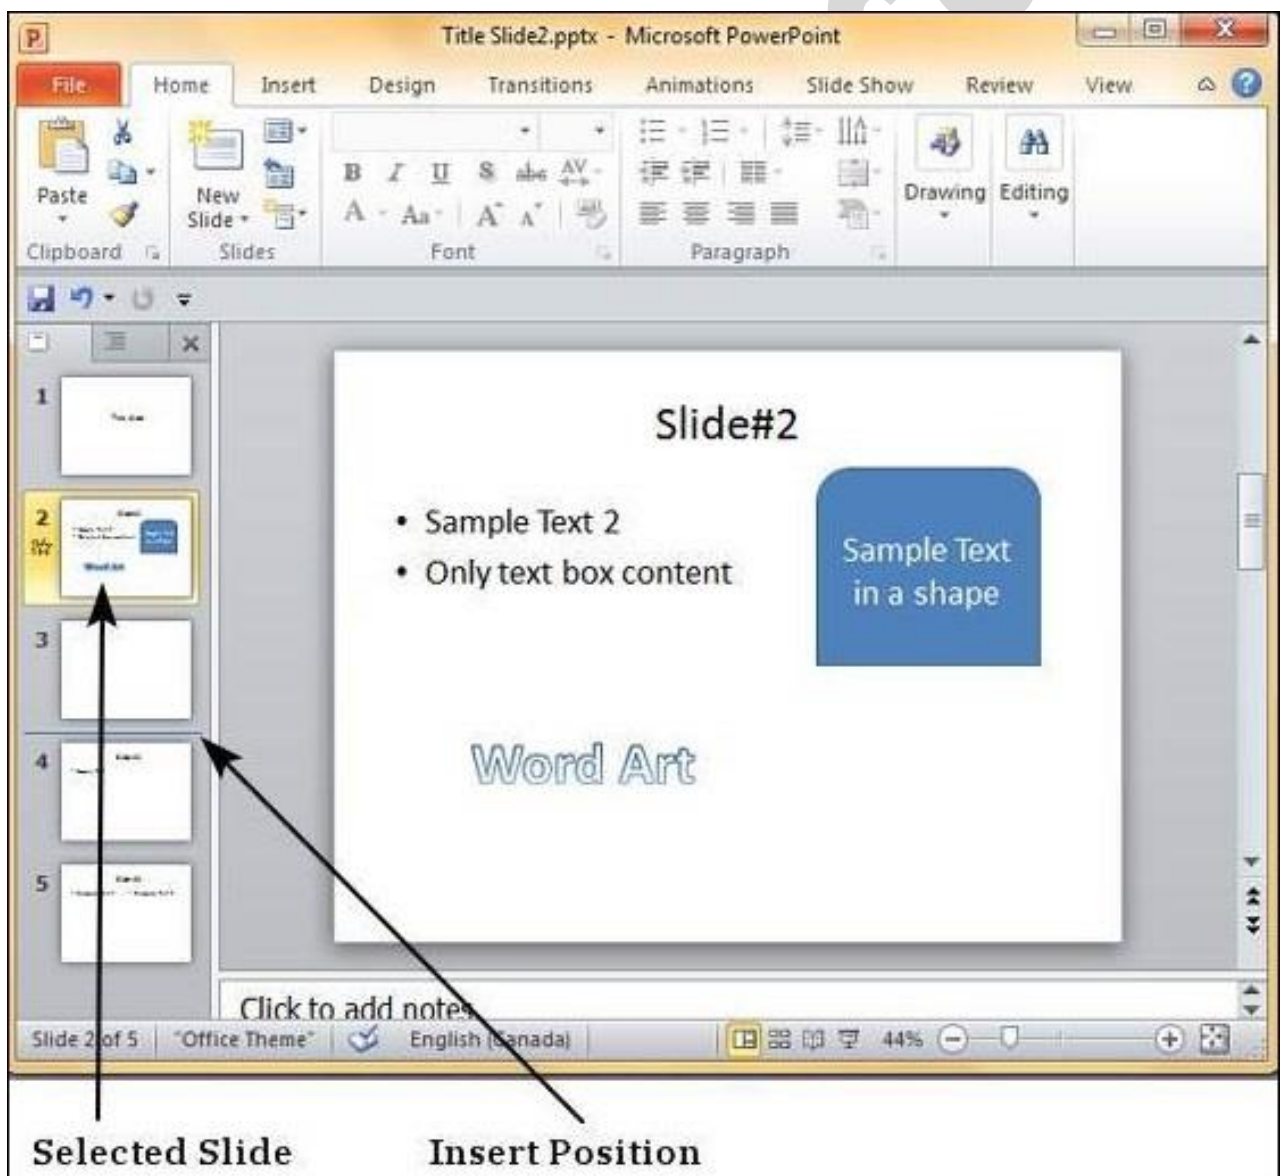 Title Slide2.pptx - Microsoft PowerPoint
File Home Insert Design Transitions Animations Slide Show Review View
Paste
New Slide
B I U S abc AV
A Aa A A
Drawing Editing
Clipboard Slides Font Paragraph
1
2
3
4
5
Slide#2
• Sample Text 2
• Only text box content
Sample Text
in a shape
Word Art
Click to add notes
Slide 2 of 5 "Office Theme" English (Canada) 44%
Selected Slide Insert Position